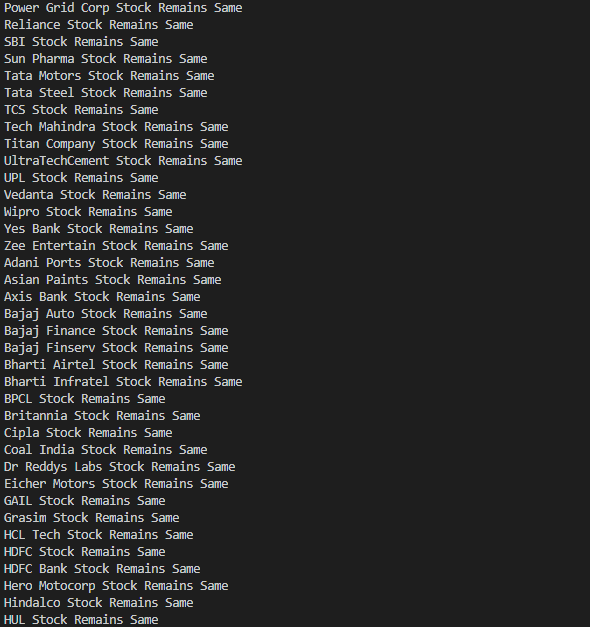 Power Grid Corp Stock Remains Same
Reliance Stock Remains Same
SBI Stock Remains Same
Sun Pharma Stock Remains Same
Tata Motors Stock Remains Same
Tata Steel Stock Remains Same
TCS Stock Remains Same
Tech Mahindra Stock Remains Same
Titan Company Stock Remains Same
UltraTechCement Stock Remains Same
UPL Stock Remains Same
Vedanta Stock Remains Same
Wipro Stock Remains Same
Yes Bank Stock Remains Same
Zee Entertain Stock Remains Same
Adani Ports Stock Remains Same
Asian Paints Stock Remains Same
Axis Bank Stock Remains Same
Bajaj Auto Stock Remains Same
Bajaj Finance Stock Remains Same
Bajaj Finserv Stock Remains Same
Bharti Airtel Stock Remains Same
Bharti Infratel Stock Remains Same
BPCL Stock Remains Same
Britannia Stock Remains Same
Cipla Stock Remains Same
Coal India Stock Remains Same
Dr Reddys Labs Stock Remains Same
Eicher Motors Stock Remains Same
GAIL Stock Remains Same
Grasim Stock Remains Same
HCL Tech Stock Remains Same
HDFC Stock Remains Same
HDFC Bank Stock Remains Same
Hero Motocorp Stock Remains Same
Hindalco Stock Remains Same
HUL Stock Remains Same